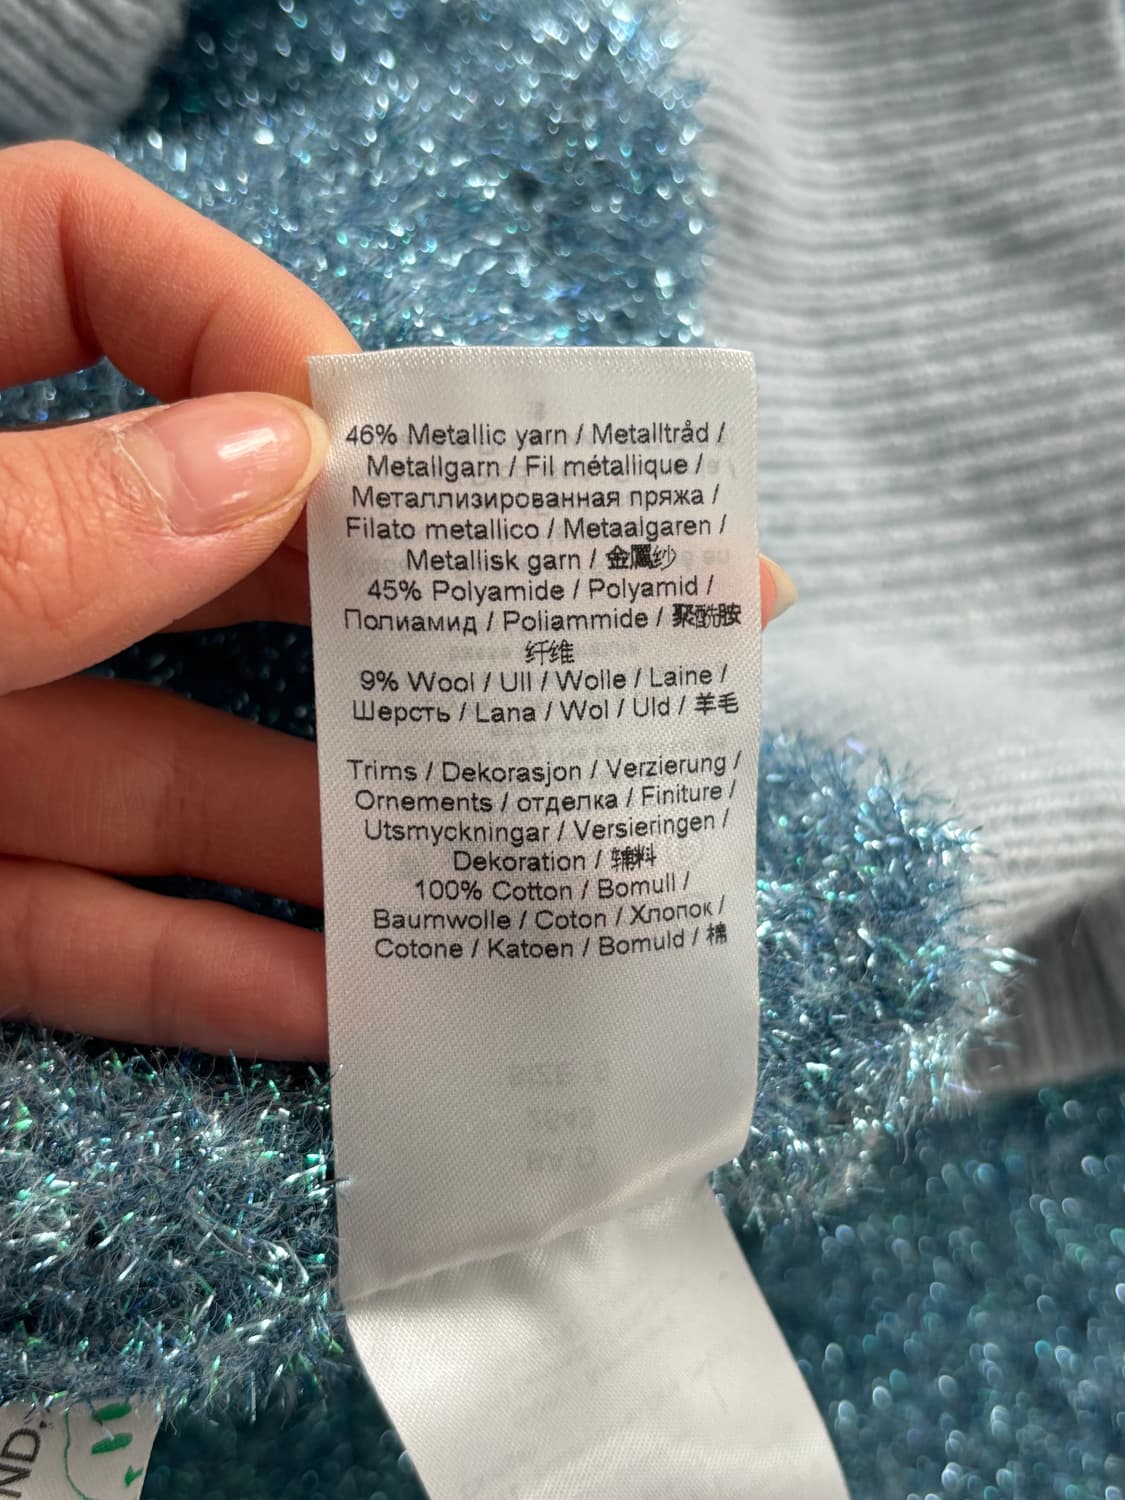 46% Metallic yarn / Metalltråd /
Metallgarn / Fil métallique /
Металлизированная пряжа /
Filato metallico / Metaalgaren /
Metallisk garn / 金属纱
45% Polyamide / Polyamid /
Полиамид / Poliammide / 聚酰胺
纤维
9% Wool / Ull / Wolle / Laine /
Шерсть / Lana / Wol / Uld / 羊毛
Trims / Dekorasjon / Verzierung /
Ornements / отделка / Finiture /
Utsmyckningar / Versieringen /
Dekoration / 辅料
100% Cotton / Bomull /
Baumwolle / Coton / Хлопок /
Cotone / Katoen / Bomuld / 棉
ND.